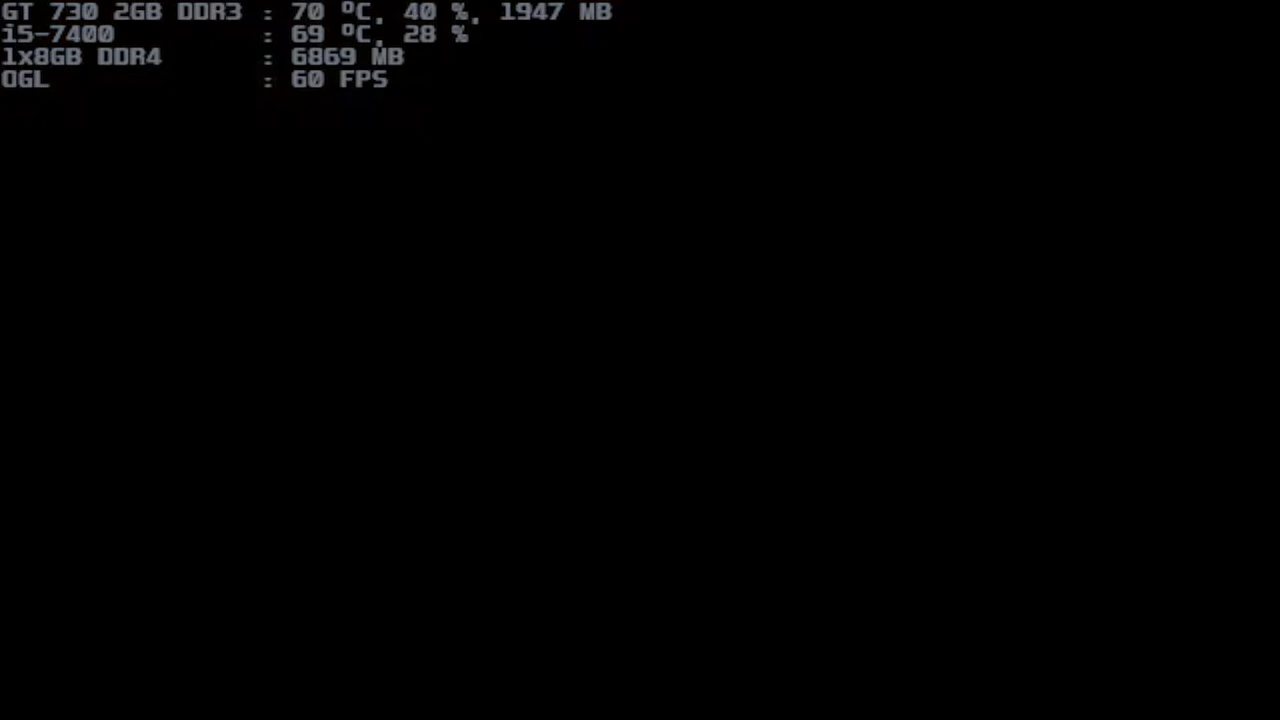 GT 730 2GB DDR3 : 70 ºC, 40 %, 1947 MB
i5-7400 : 69 ºC, 28 %
1x8GB DDR4 : 6869 MB
OGL : 60 FPS